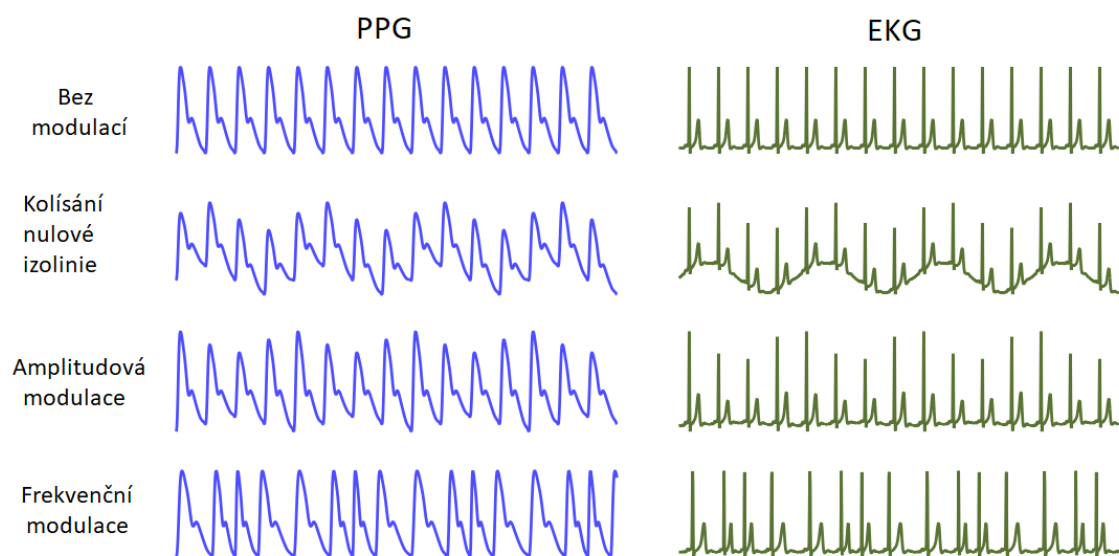 PPG
EKG
Bez
modulací
Kolísání
nulové
izolinie
Amplitudová
modulace
Frekvenční
modulace